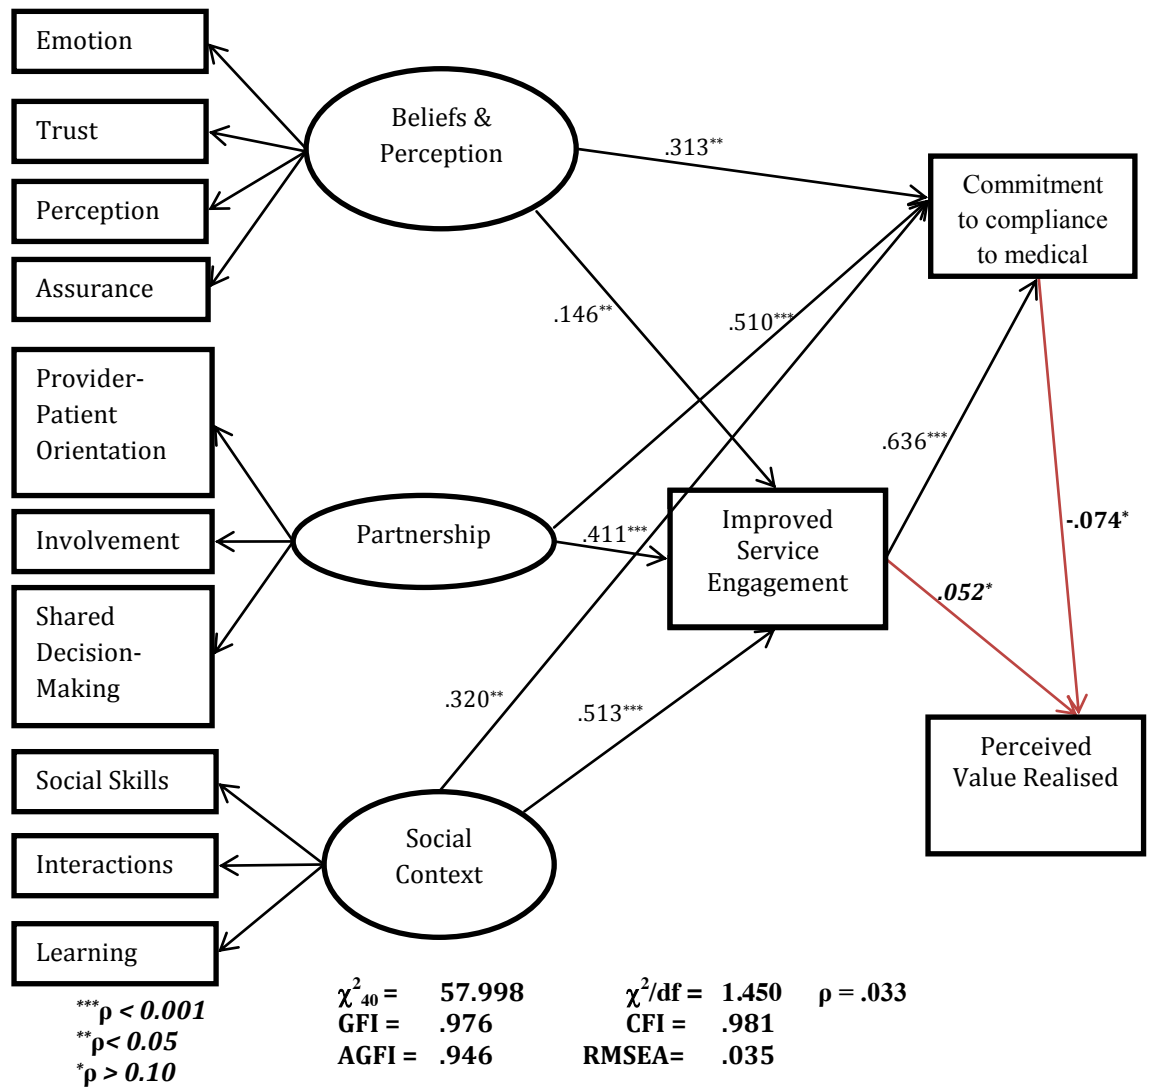 Emotion
Trust
Perception
Assurance
Beliefs &
Perception
.313**
Commitment
to compliance
to medical
.146**
.510***
Provider-
Patient
Orientation
Involvement
Shared
Decision-
Making
Partnership
.411***
Improved
Service
Engagement
.636***
-.074*
.052*
.320**
.513***
Perceived
Value Realised
Social Skills
Interactions
Learning
Social
Context
***ρ < 0.001
**ρ< 0.05
*ρ > 0.10
χ²₄₀ = 57.998 χ²/df = 1.450 ρ = .033
GFI = .976 CFI = .981
AGFI = .946 RMSEA= .035